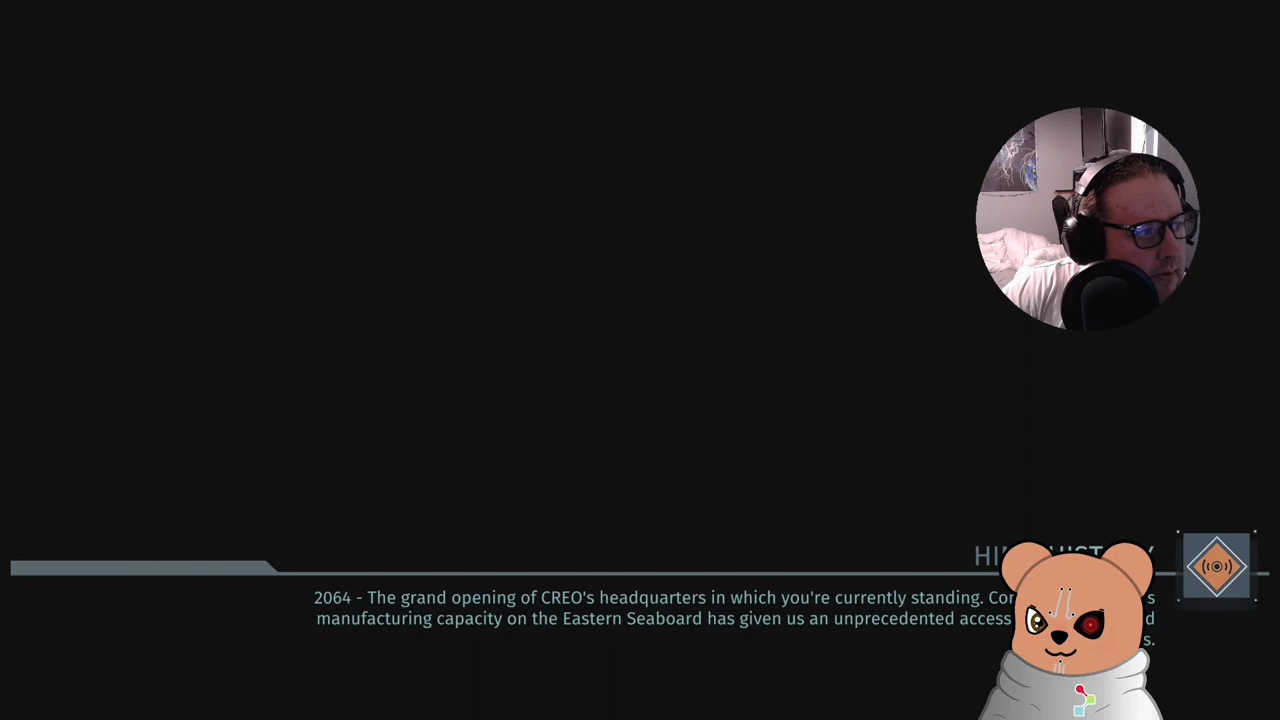 HI HISTORY
2064 - The grand opening of CREO's headquarters in which you're currently standing.
manufacturing capacity on the Eastern Seaboard has given us an unprecedented access